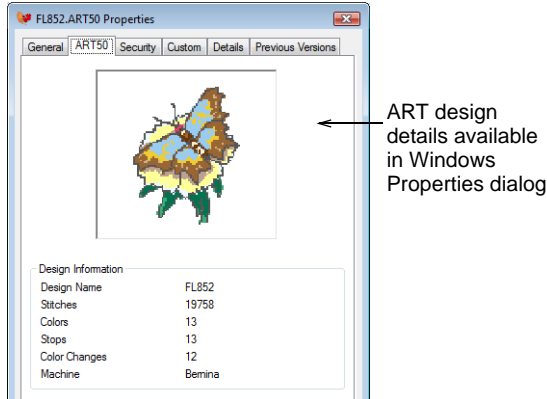 FL852.ART50 Properties
General ART50 Security Custom Details Previous Versions
ART design
details available
in Windows
Properties dialog
Design Information
Design Name FL852
Stitches 19758
Colors 13
Stops 13
Color Changes 12
Machine Bernina